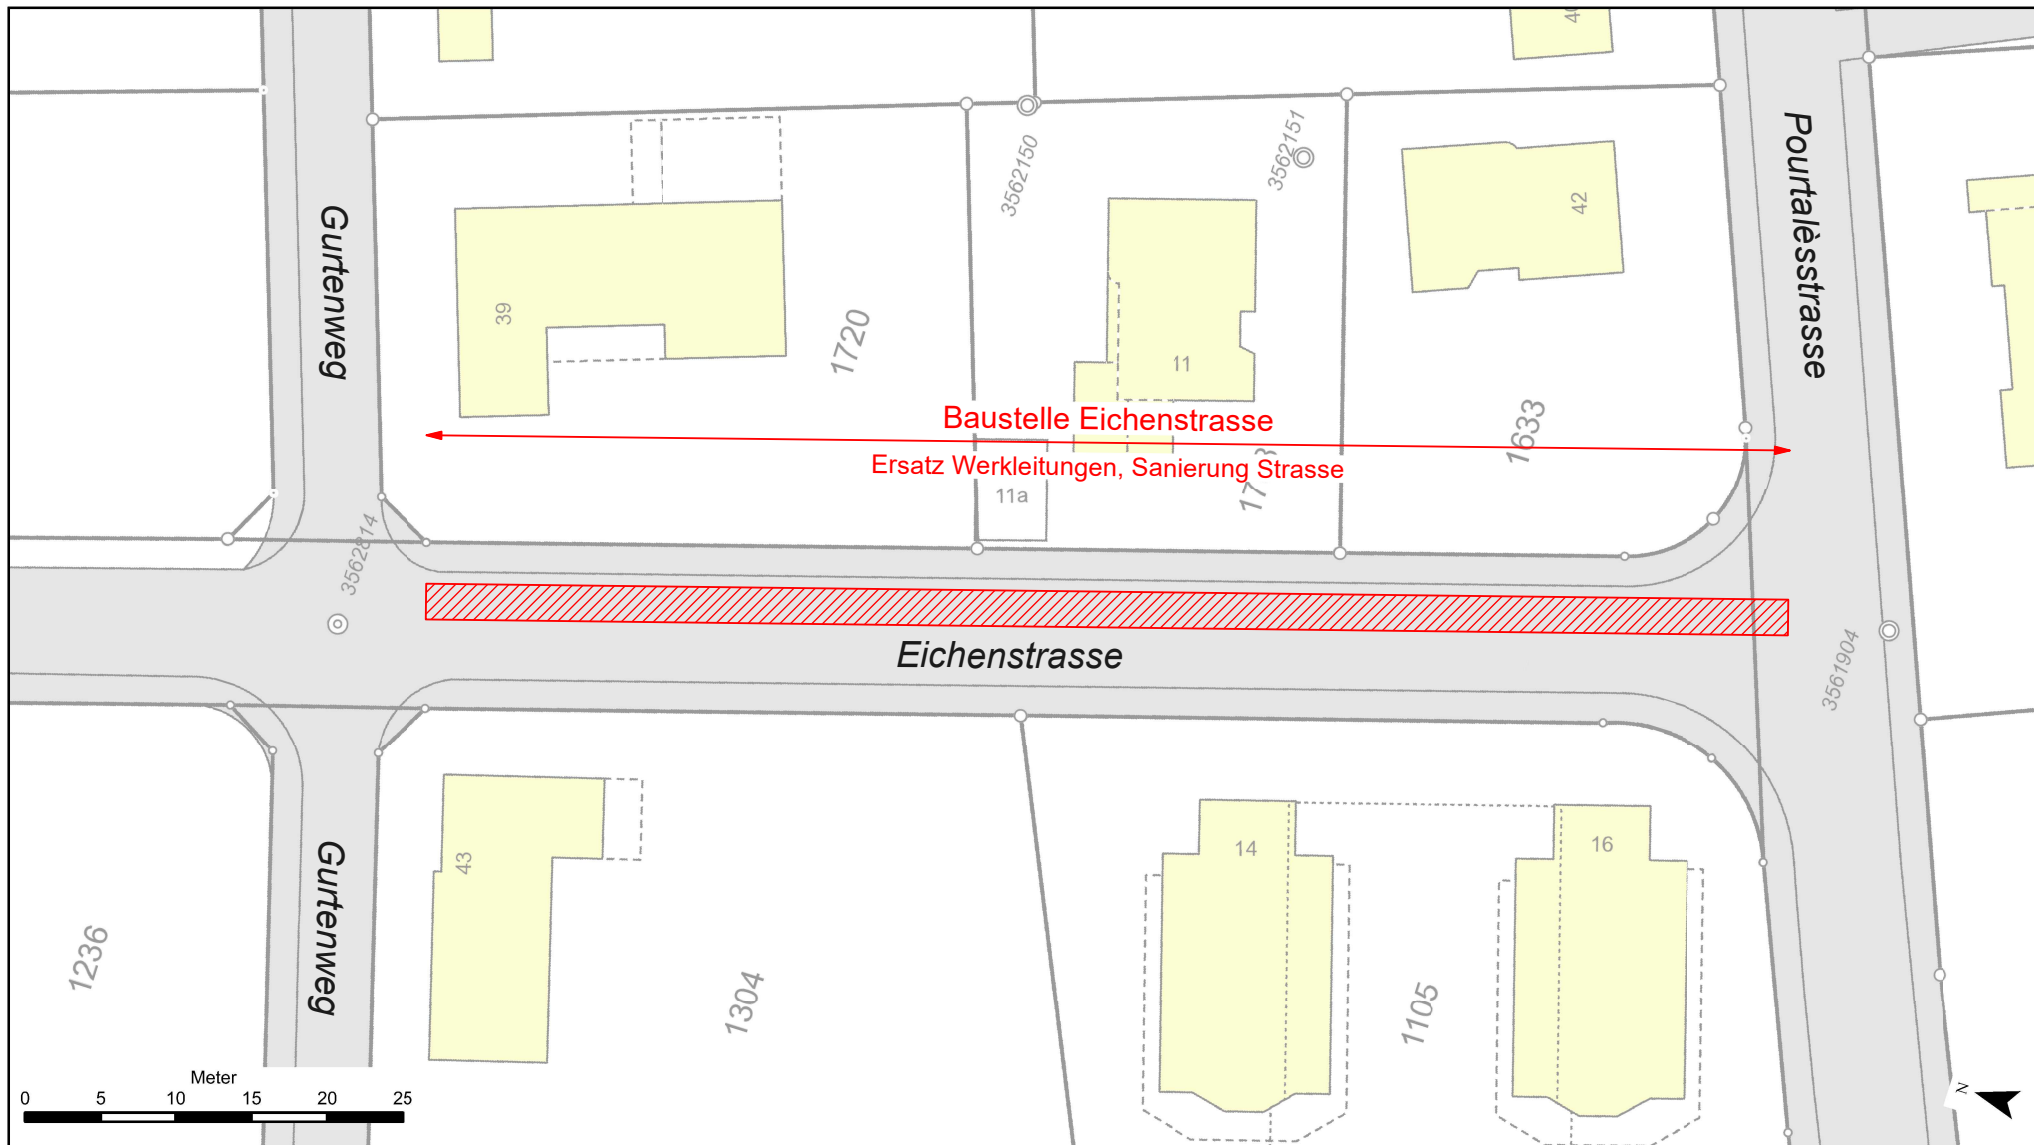 Gurtenweg
Pourtalèsstrasse
3562150
3562151
42
39
1720
11
1633
Baustelle Eichenstrasse
Ersatz Werkleitungen, Sanierung Strasse
11a
3562814
Eichenstrasse
3561904
Gurtenweg
43
14
16
1236
1304
1105
Meter
0 5 10 15 20 25
N